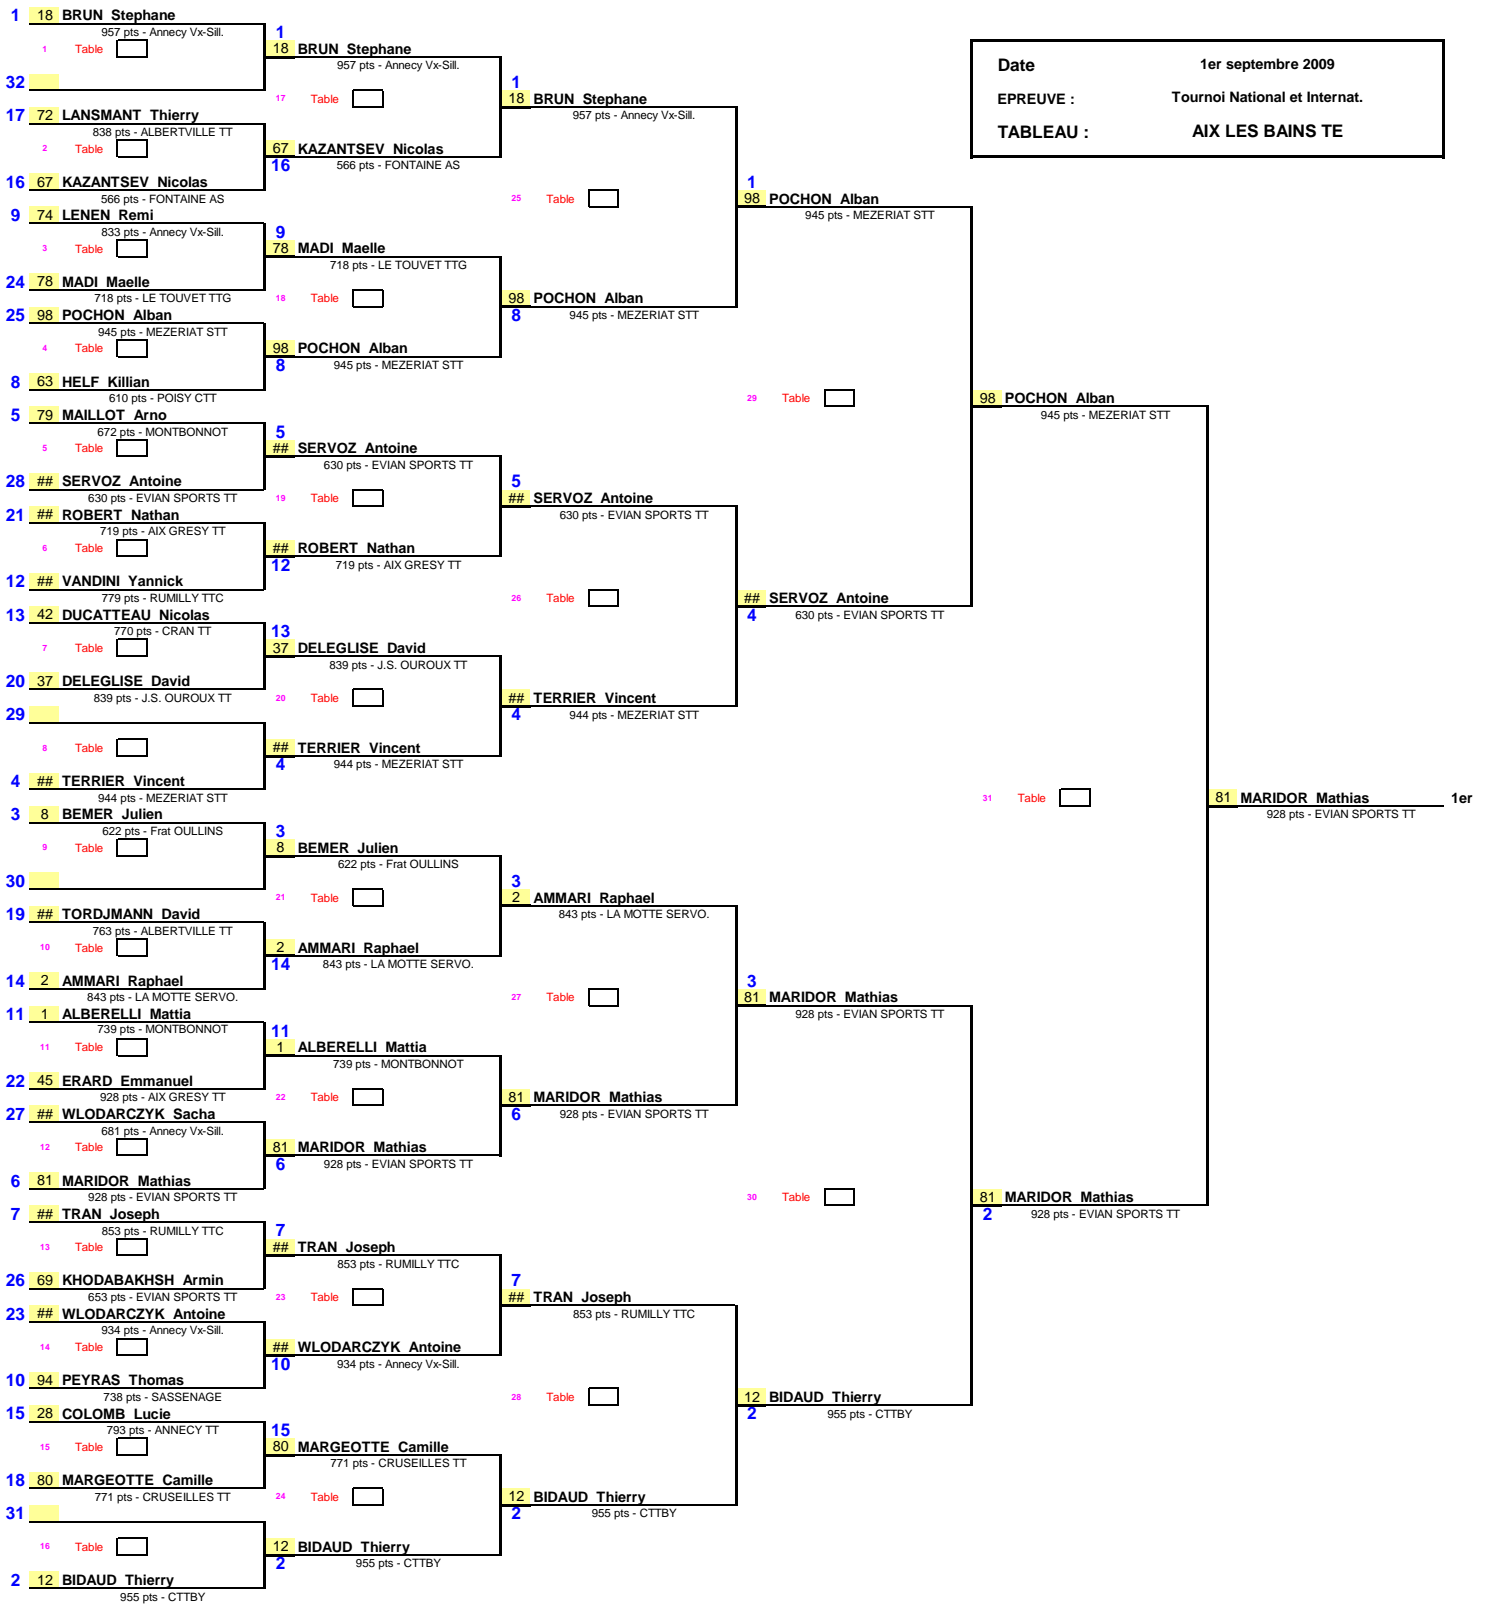 1 18 BRUN Stephane
957 pts - Annecy Vx-Sill.
1 Table
32
17 72 LANSMANT Thierry
838 pts - ALBERTVILLE TT
2 Table
16 67 KAZANTSEV Nicolas
566 pts - FONTAINE AS
9 74 LENEN Remi
833 pts - Annecy Vx-Sill.
3 Table
24 78 MADI Maelle
718 pts - LE TOUVET TTG
25 98 POCHON Alban
945 pts - MEZERIAT STT
4 Table
8 63 HELF Killian
610 pts - POISY CTT
5 79 MAILLOT Arno
672 pts - MONTBONNOT
5 Table
28 ## SERVOZ Antoine
630 pts - EVIAN SPORTS TT
21 ## ROBERT Nathan
719 pts - AIX GRESY TT
6 Table
12 ## VANDINI Yannick
779 pts - RUMILLY TTC
13 42 DUCATTEAU Nicolas
770 pts - CRAN TT
7 Table
20 37 DELEGLISE David
839 pts - J.S. OUROUX TT
29
8 Table
4 ## TERRIER Vincent
944 pts - MEZERIAT STT
3 8 BEMER Julien
622 pts - Frat OULLINS
9 Table
30
19 ## TORDJMANN David
763 pts - ALBERTVILLE TT
10 Table
14 2 AMMARI Raphael
843 pts - LA MOTTE SERVO.
11 1 ALBERELLI Mattia
739 pts - MONTBONNOT
11 Table
22 45 ERARD Emmanuel
928 pts - AIX GRESY TT
27 ## WLODARCZYK Sacha
681 pts - Annecy Vx-Sill.
12 Table
6 81 MARIDOR Mathias
928 pts - EVIAN SPORTS TT
7 ## TRAN Joseph
853 pts - RUMILLY TTC
13 Table
26 69 KHODABAKHSH Armin
653 pts - EVIAN SPORTS TT
23 ## WLODARCZYK Antoine
934 pts - Annecy Vx-Sill.
14 Table
10 94 PEYRAS Thomas
738 pts - SASSENAGE
15 28 COLOMB Lucie
793 pts - ANNECY TT
15 Table
18 80 MARGEOTTE Camille
771 pts - CRUSEILLES TT
31
16 Table
2 12 BIDAUD Thierry
955 pts - CTTBY
1
18 BRUN Stephane
957 pts - Annecy Vx-Sill.
17 Table
67 KAZANTSEV Nicolas
16 566 pts - FONTAINE AS
9
78 MADI Maelle
718 pts - LE TOUVET TTG
18 Table
98 POCHON Alban
8 945 pts - MEZERIAT STT
5
## SERVOZ Antoine
630 pts - EVIAN SPORTS TT
19 Table
## ROBERT Nathan
12 719 pts - AIX GRESY TT
13
37 DELEGLISE David
839 pts - J.S. OUROUX TT
20 Table
## TERRIER Vincent
4 944 pts - MEZERIAT STT
3
8 BEMER Julien
622 pts - Frat OULLINS
21 Table
2 AMMARI Raphael
14 843 pts - LA MOTTE SERVO.
11
1 ALBERELLI Mattia
739 pts - MONTBONNOT
22 Table
81 MARIDOR Mathias
6 928 pts - EVIAN SPORTS TT
7
## TRAN Joseph
853 pts - RUMILLY TTC
23 Table
## WLODARCZYK Antoine
10 934 pts - Annecy Vx-Sill.
15
80 MARGEOTTE Camille
771 pts - CRUSEILLES TT
24 Table
12 BIDAUD Thierry
2 955 pts - CTTBY
1
18 BRUN Stephane
957 pts - Annecy Vx-Sill.
25 Table
98 POCHON Alban
8 945 pts - MEZERIAT STT
5
## SERVOZ Antoine
630 pts - EVIAN SPORTS TT
26 Table
## TERRIER Vincent
4 944 pts - MEZERIAT STT
3
2 AMMARI Raphael
843 pts - LA MOTTE SERVO.
27 Table
81 MARIDOR Mathias
6 928 pts - EVIAN SPORTS TT
7
## TRAN Joseph
853 pts - RUMILLY TTC
28 Table
12 BIDAUD Thierry
2 955 pts - CTTBY
1
98 POCHON Alban
945 pts - MEZERIAT STT
29 Table
## SERVOZ Antoine
4 630 pts - EVIAN SPORTS TT
3
81 MARIDOR Mathias
928 pts - EVIAN SPORTS TT
30 Table
12 BIDAUD Thierry
2 955 pts - CTTBY
Date 1er septembre 2009
EPREUVE : Tournoi National et Internat.
TABLEAU : AIX LES BAINS TE
98 POCHON Alban
945 pts - MEZERIAT STT
31 Table
81 MARIDOR Mathias
2 928 pts - EVIAN SPORTS TT
81 MARIDOR Mathias 1er
928 pts - EVIAN SPORTS TT